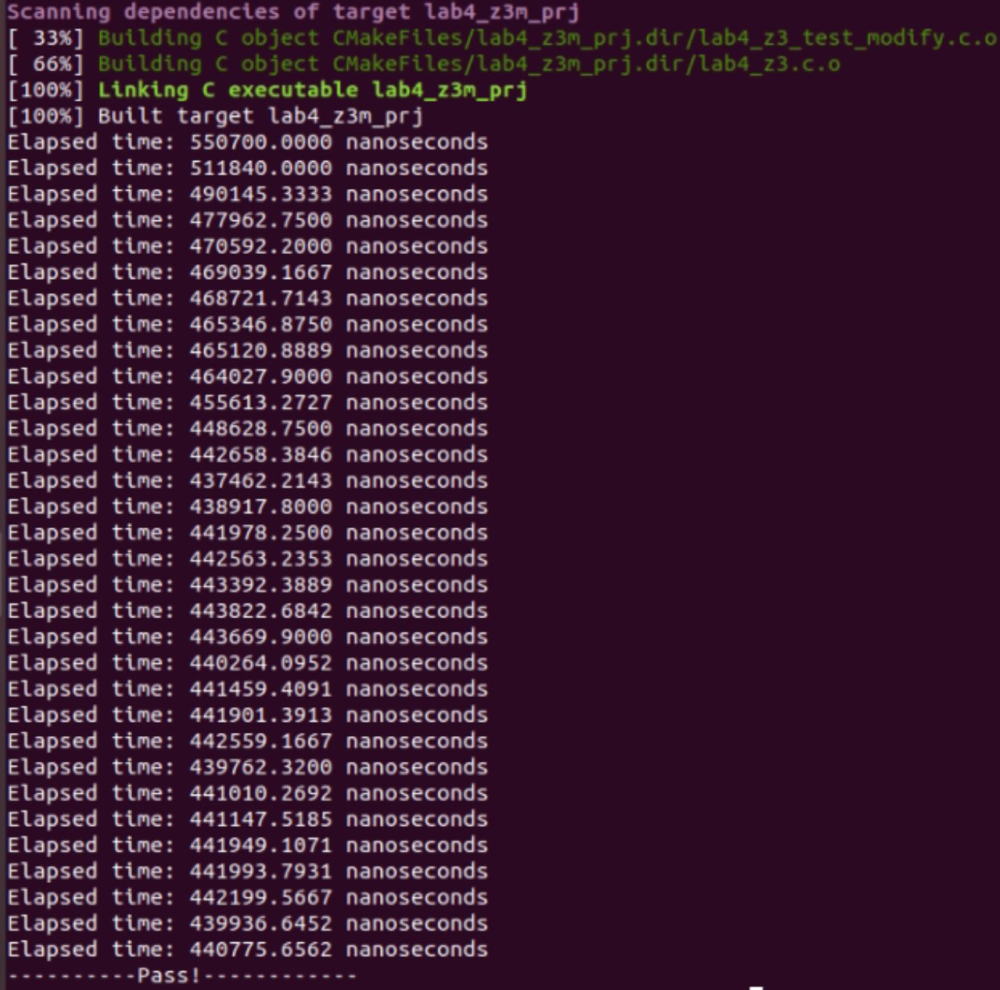 Scanning dependencies of target lab4_z3m_prj
[ 33%] Building C object CMakeFiles/lab4_z3m_prj.dir/lab4_z3_test_modify.c.o
[ 66%] Building C object CMakeFiles/lab4_z3m_prj.dir/lab4_z3.c.o
[100%] Linking C executable lab4_z3m_prj
[100%] Built target lab4_z3m_prj
Elapsed time: 550700.0000 nanoseconds
Elapsed time: 511840.0000 nanoseconds
Elapsed time: 490145.3333 nanoseconds
Elapsed time: 477962.7500 nanoseconds
Elapsed time: 470592.2000 nanoseconds
Elapsed time: 469039.1667 nanoseconds
Elapsed time: 468721.7143 nanoseconds
Elapsed time: 465346.8750 nanoseconds
Elapsed time: 465120.8889 nanoseconds
Elapsed time: 464027.9000 nanoseconds
Elapsed time: 455613.2727 nanoseconds
Elapsed time: 448628.7500 nanoseconds
Elapsed time: 442658.3846 nanoseconds
Elapsed time: 437462.2143 nanoseconds
Elapsed time: 438917.8000 nanoseconds
Elapsed time: 441978.2500 nanoseconds
Elapsed time: 442563.2353 nanoseconds
Elapsed time: 443392.3889 nanoseconds
Elapsed time: 443822.6842 nanoseconds
Elapsed time: 443669.9000 nanoseconds
Elapsed time: 440264.0952 nanoseconds
Elapsed time: 441459.4091 nanoseconds
Elapsed time: 441901.3913 nanoseconds
Elapsed time: 442559.1667 nanoseconds
Elapsed time: 439762.3200 nanoseconds
Elapsed time: 441010.2692 nanoseconds
Elapsed time: 441147.5185 nanoseconds
Elapsed time: 441949.1071 nanoseconds
Elapsed time: 441993.7931 nanoseconds
Elapsed time: 442199.5667 nanoseconds
Elapsed time: 439936.6452 nanoseconds
Elapsed time: 440775.6562 nanoseconds
----------Pass!------------